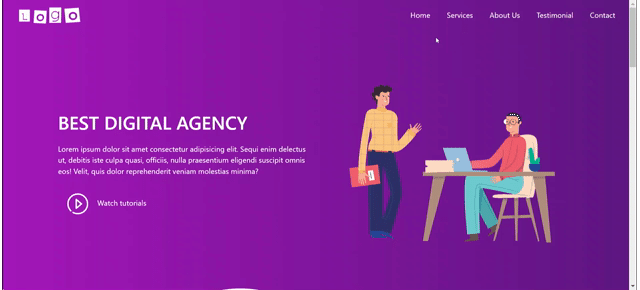 LOGO
Home Services About Us Testimonial Contact
BEST DIGITAL AGENCY
Lorem ipsum dolor sit amet consectetur adipisicing elit. Sequi enim delectus
ut, debitis iste culpa quasi, officiis, nulla praesentium eligendi suscipit omnis
eos! Velit, quis dolor reprehenderit veniam molestias minima?
Watch tutorials